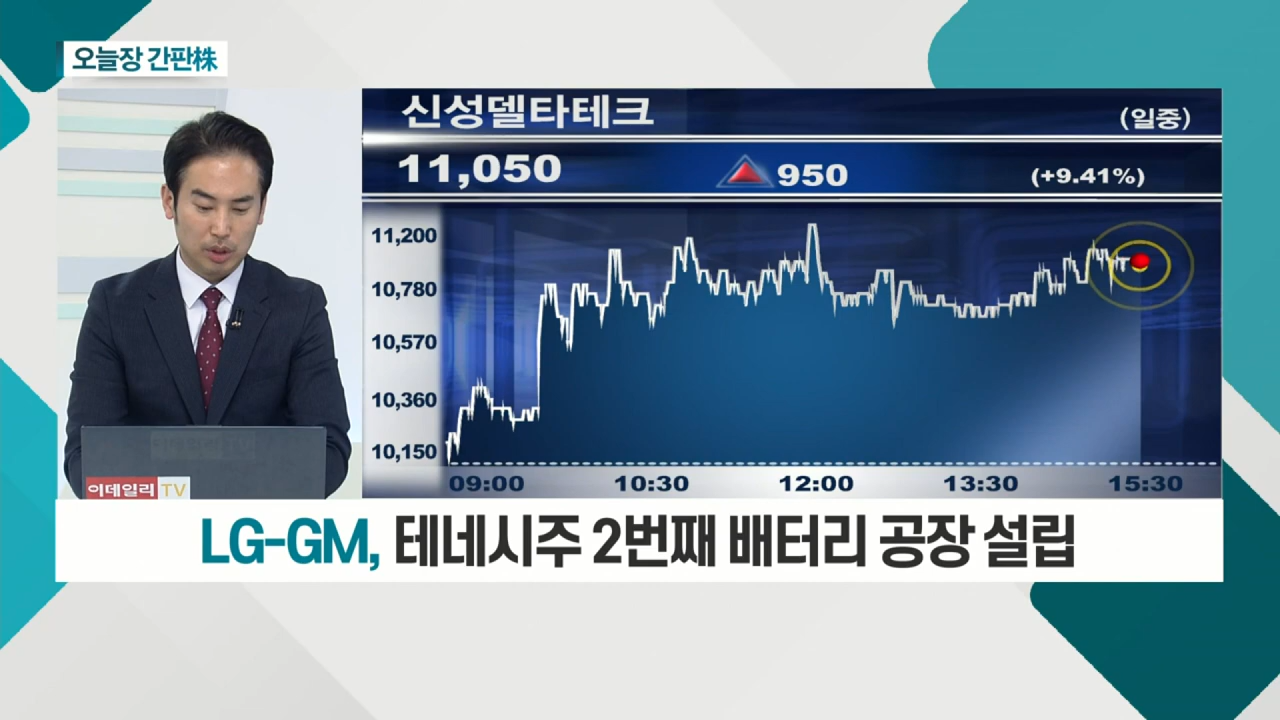 오늘장 간판株
신성델타테크
(일중)
11,050
950
(+9.41%)
11,200
10,780
10,570
10,360
10,150
09:00
10:30
12:00
13:30
15:30
이데일리 TV
LG-GM, 테네시주 2번째 배터리 공장 설립